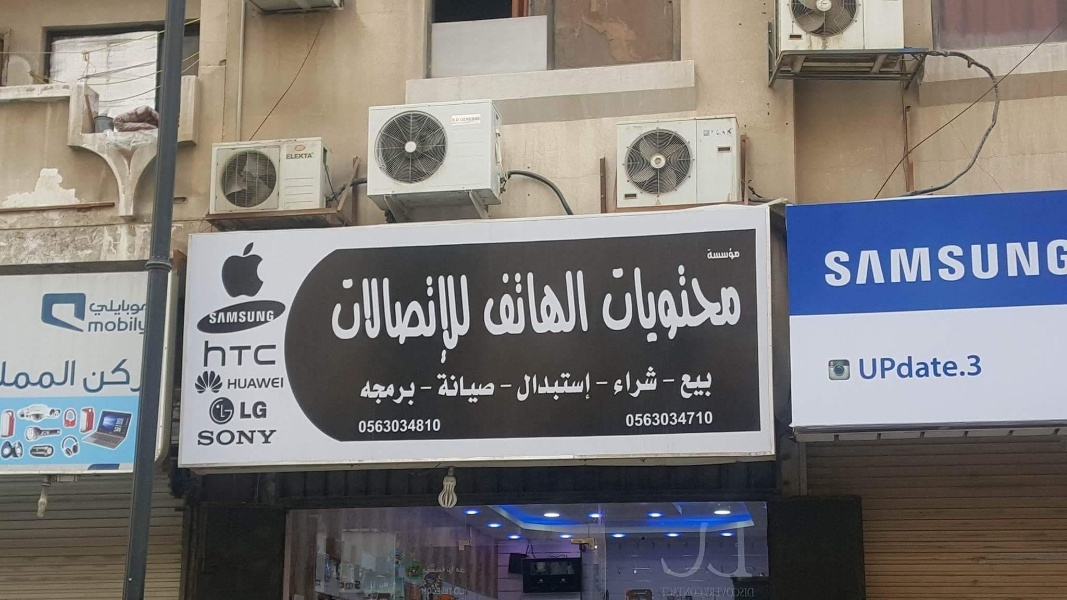 ELEKTA
موبايلي
mobily
ركن المملـ
SAMSUNG
hTC
HUAWEI
LG
SONY
مؤسسة
محتويات الهاتف للإتصالات
بيع - شراء - إستبدال - صيانة - برمجه
0563034810
0563034710
SAMSUNG
UPdate.3